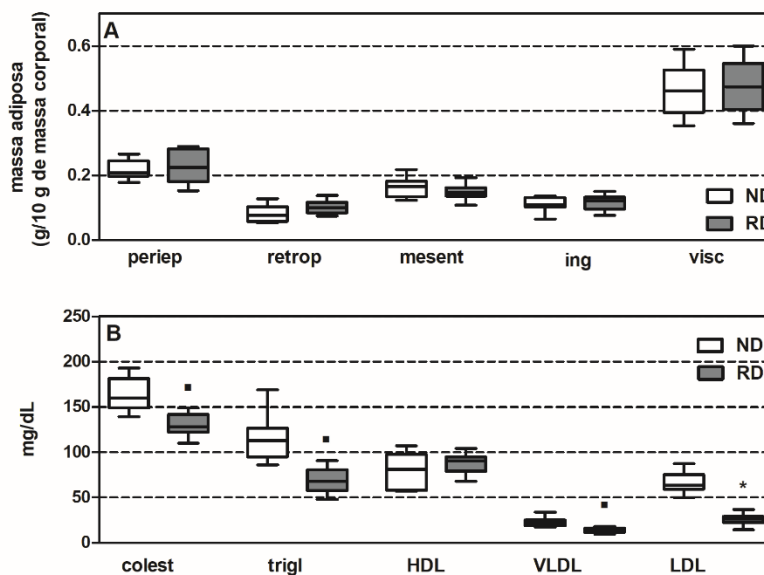 A
massa adiposa
(g/10 g de massa corporal)
0.6
0.4
0.2
0.0
ND
RD
periep retrop mesent ing visc
B
mg/dL
250
200
150
100
50
0
ND
RD
*
colest trigl HDL VLDL LDL